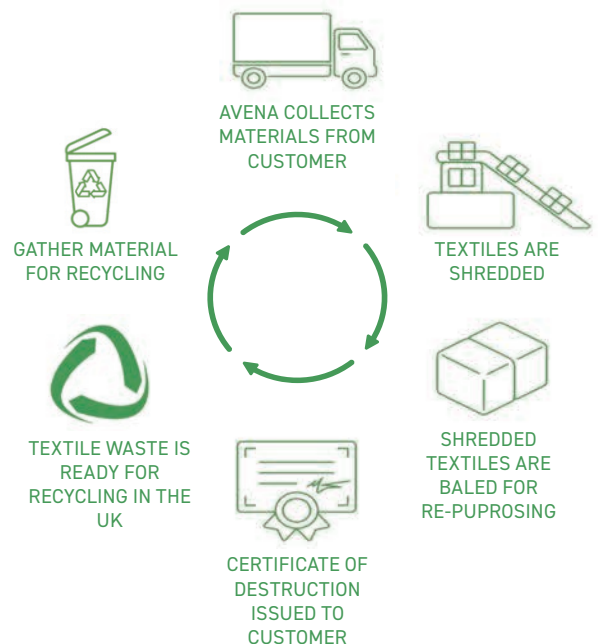 AVENA COLLECTS
MATERIALS FROM
CUSTOMER
TEXTILES ARE
SHREDDED
SHREDDED
TEXTILES ARE
BALED FOR
RE-PUPROSING
CERTIFICATE OF
DESTRUCTION
ISSUED TO
CUSTOMER
TEXTILE WASTE IS
READY FOR
RECYCLING IN THE
UK
GATHER MATERIAL
FOR RECYCLING